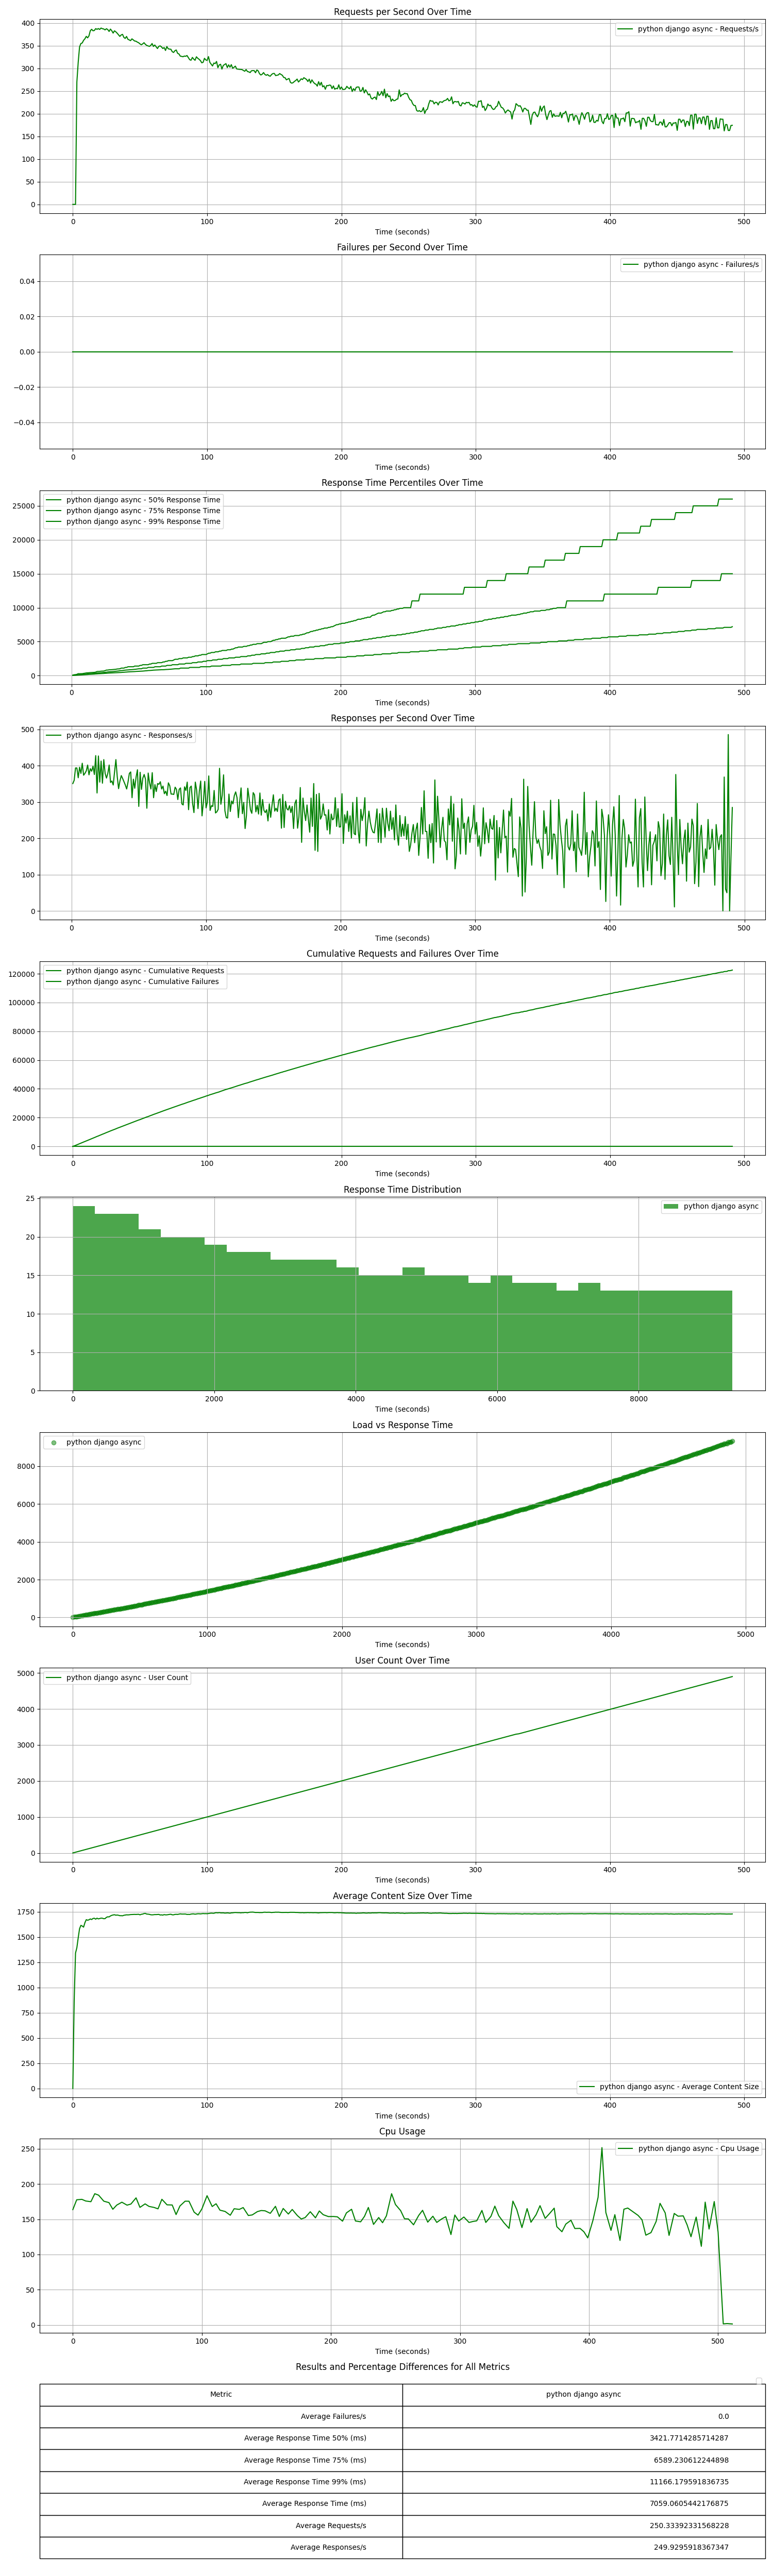 Requests per Second Over Time
python django async - Requests/s
400
350
300
250
200
150
100
50
0
0 100 200 300 400 500
Time (seconds)
Failures per Second Over Time
python django async - Failures/s
0.04
0.02
0.00
−0.02
−0.04
0 100 200 300 400 500
Time (seconds)
Response Time Percentiles Over Time
python django async - 50% Response Time
python django async - 75% Response Time
python django async - 99% Response Time
25000
20000
15000
10000
5000
0
0 100 200 300 400 500
Time (seconds)
Responses per Second Over Time
python django async - Responses/s
500
400
300
200
100
0
0 100 200 300 400 500
Time (seconds)
Cumulative Requests and Failures Over Time
python django async - Cumulative Requests
python django async - Cumulative Failures
120000
100000
80000
60000
40000
20000
0
0 100 200 300 400 500
Time (seconds)
Response Time Distribution
python django async
25
20
15
10
5
0
0 2000 4000 6000 8000
Time (seconds)
Load vs Response Time
python django async
8000
6000
4000
2000
0
0 1000 2000 3000 4000 5000
Time (seconds)
User Count Over Time
python django async - User Count
5000
4000
3000
2000
1000
0
0 100 200 300 400 500
Time (seconds)
Average Content Size Over Time
1750
1500
1250
1000
750
500
250
0
python django async - Average Content Size
0 100 200 300 400 500
Time (seconds)
Cpu Usage
python django async - Cpu Usage
250
200
150
100
50
0
0 100 200 300 400 500
Time (seconds)
Results and Percentage Differences for All Metrics
Metric python django async
Average Failures/s 0.0
Average Response Time 50% (ms) 3421.7714285714287
Average Response Time 75% (ms) 6589.230612244898
Average Response Time 99% (ms) 11166.179591836735
Average Response Time (ms) 7059.0605442176875
Average Requests/s 250.33392331568228
Average Responses/s 249.9295918367347